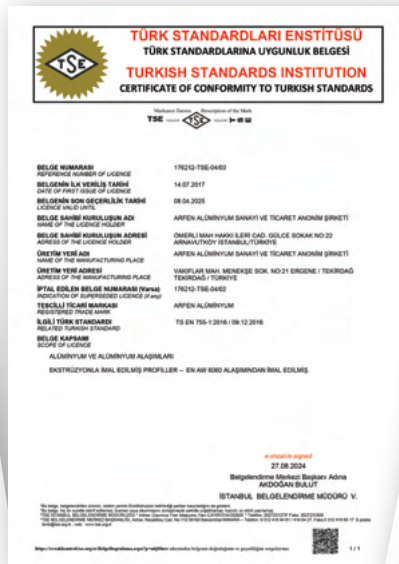 TÜRK STANDARDLARI ENSTİTÜSÜ
TÜRK STANDARDLARINA UYGUNLUK BELGESİ
TURKISH STANDARDS INSTITUTION
CERTIFICATE OF CONFORMITY TO TURKISH STANDARDS
TSE
Markanın Tanımı Description of the Mark
TSE TSE
BELGE NUMARASI 176212-TSE-04/03
REFERENCE NUMBER OF LICENCE
BELGENİN İLK VERİLİŞ TARİHİ 14.07.2017
DATE OF FIRST ISSUE OF LICENCE
BELGENİN SON GEÇERLİLİK TARİHİ 08.04.2025
LICENCE VALID UNTIL
BELGE SAHİBİ KURULUŞUN ADI ARFEN ALÜMİNYUM SANAYİ VE TİCARET ANONİM ŞİRKETİ
NAME OF THE LICENCE HOLDER
BELGE SAHİBİ KURULUŞUN ADRESİ ÖMERLİ MAH HAKKI İLERİ CAD. GÜLCE SOKAK NO:22
ADRESS OF THE LICENCE HOLDER ARNAVUTKÖY İSTANBUL/TÜRKİYE
ÜRETİM YERİ ADI ARFEN ALÜMİNYUM SANAYİ VE TİCARET ANONİM ŞİRKETİ
NAME OF THE MANUFACTURING PLACE
ÜRETİM YERİ ADRESİ VAKIFLAR MAH. MENEKŞE SOK. NO:21 ERGENE / TEKİRDAĞ
ADRESS OF THE MANUFACTURING PLACE TEKİRDAĞ / TÜRKİYE
İPTAL EDİLEN BELGE NUMARASI (Varsa) 176212-TSE-04/02
INDICATION OF SUPERSEDED LICENCE (if any)
TESCİLLİ TİCARİ MARKASI ARFEN ALÜMİNYUM
REGISTERED TRADE MARK
İLGİLİ TÜRK STANDARDI TS EN 755-1:2016 / 09.12.2016
RELATED TURKISH STANDARD
BELGE KAPSAMI
SCOPE OF LICENCE
ALÜMİNYUM VE ALÜMİNYUM ALAŞIMLARI
EKSTRÜZYONLA İMAL EDİLMİŞ PROFİLLER – EN AW 6060 ALAŞIMINDAN İMAL EDİLMİŞ.
e-imzalı/e-signed
27.08.2024
Belgelendirme Merkezi Başkanı Adına
AKDOĞAN BULUT
İSTANBUL BELGELENDİRME MÜDÜRÜ V.
1 / 1